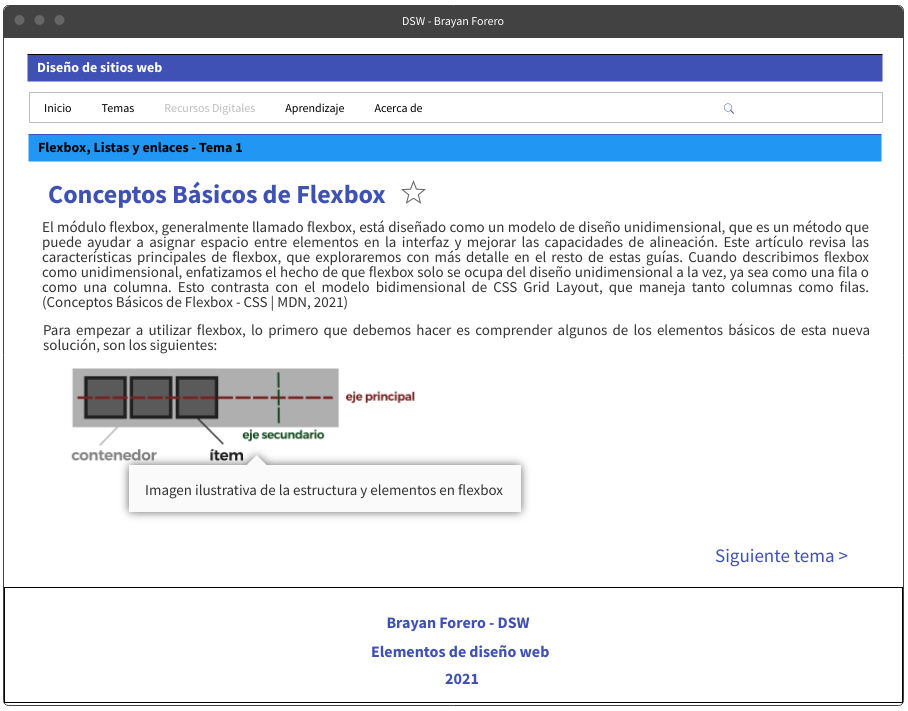 DSW - Brayan Forero
Diseño de sitios web
Inicio Temas Recursos Digitales Aprendizaje Acerca de
Flexbox, Listas y enlaces - Tema 1
Conceptos Básicos de Flexbox
El módulo flexbox, generalmente llamado flexbox, está diseñado como un modelo de diseño unidimensional, que es un método que
puede ayudar a asignar espacio entre elementos en la interfaz y mejorar las capacidades de alineación. Este artículo revisa las
características principales de flexbox, que exploraremos con más detalle en el resto de estas guías. Cuando describimos flexbox
como unidimensional, enfatizamos el hecho de que flexbox solo se ocupa del diseño unidimensional a la vez, ya sea como una fila o
como una columna. Esto contrasta con el modelo bidimensional de CSS Grid Layout, que maneja tanto columnas como filas.
(Conceptos Básicos de Flexbox - CSS | MDN, 2021)
Para empezar a utilizar flexbox, lo primero que debemos hacer es comprender algunos de los elementos básicos de esta nueva
solución, son los siguientes:
eje principal
eje secundario
contenedor ítem
Imagen ilustrativa de la estructura y elementos en flexbox
Siguiente tema >
Brayan Forero - DSW
Elementos de diseño web
2021